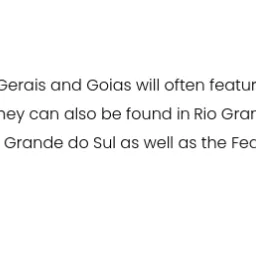 Gerais and Goias will often featur
hey can also be found in Rio Gran
Grande do Sul as well as the Fed